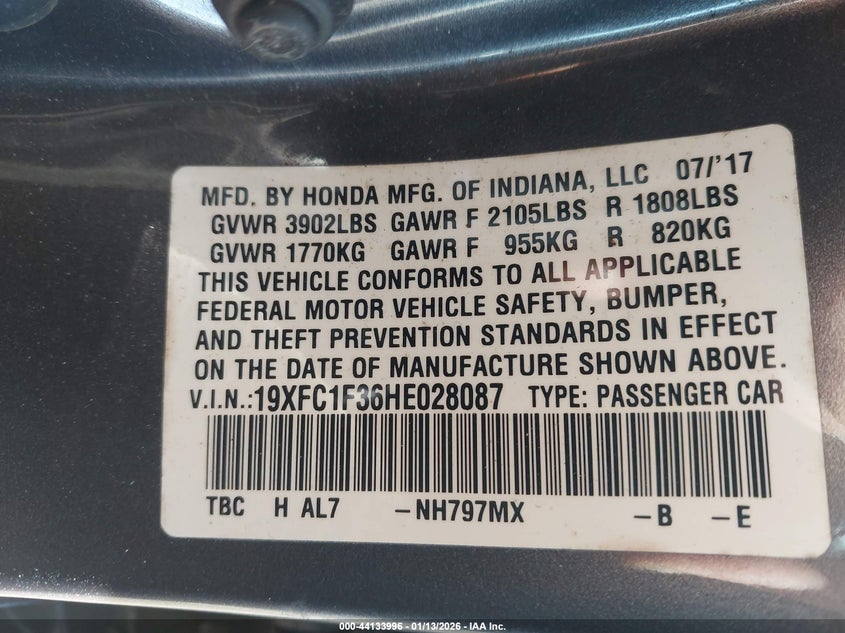 MFD. BY HONDA MFG. OF INDIANA, LLC 07/'17
GVWR 3902LBS GAWR F 2105LBS R 1808LBS
GVWR 1770KG GAWR F 955KG R 820KG
THIS VEHICLE CONFORMS TO ALL APPLICABLE
FEDERAL MOTOR VEHICLE SAFETY, BUMPER,
AND THEFT PREVENTION STANDARDS IN EFFECT
ON THE DATE OF MANUFACTURE SHOWN ABOVE.
V.I.N.:19XFC1F36HE028087 TYPE: PASSENGER CAR
TBC H AL7 -NH797MX -B -E
000-44133996 | 01/13/2026 - IAA Inc.